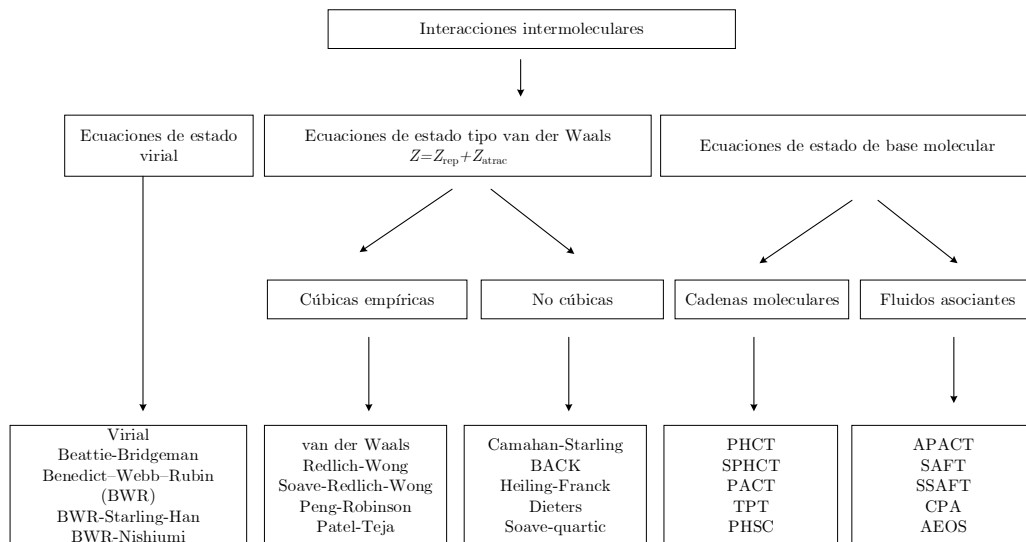 Interacciones intermoleculares
Ecuaciones de estado
virial
Ecuaciones de estado tipo van der Waals
Z=Z_rep+Z_atrac
Ecuaciones de estado de base molecular
Cúbicas empíricas
No cúbicas
Cadenas moleculares
Fluidos asociantes
Virial
Beattie-Bridgeman
Benedict–Webb–Rubin
(BWR)
BWR-Starling-Han
BWR-Nishiumi
van der Waals
Redlich-Wong
Soave-Redlich-Wong
Peng-Robinson
Patel-Teja
Camahan-Starling
BACK
Heiling-Franck
Dieters
Soave-quartic
PHCT
SPHCT
PACT
TPT
PHSC
APACT
SAFT
SSAFT
CPA
AEOS